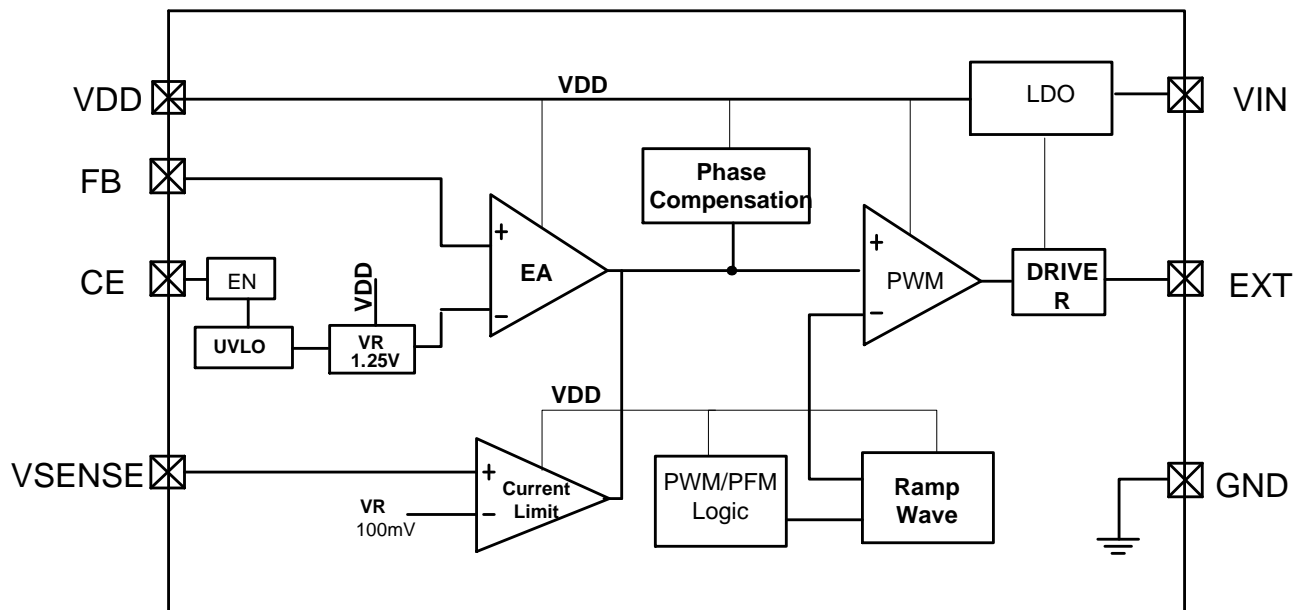 VDD
VDD
LDO
VIN
FB
Phase
Compensation
+
EA
−
+
PWM
−
DRIVE
R
EXT
CE
EN
VDD
UVLO
VR
1.25V
VDD
VSENSE
+
Current
Limit
−
VR
100mV
PWM/PFM
Logic
Ramp
Wave
GND